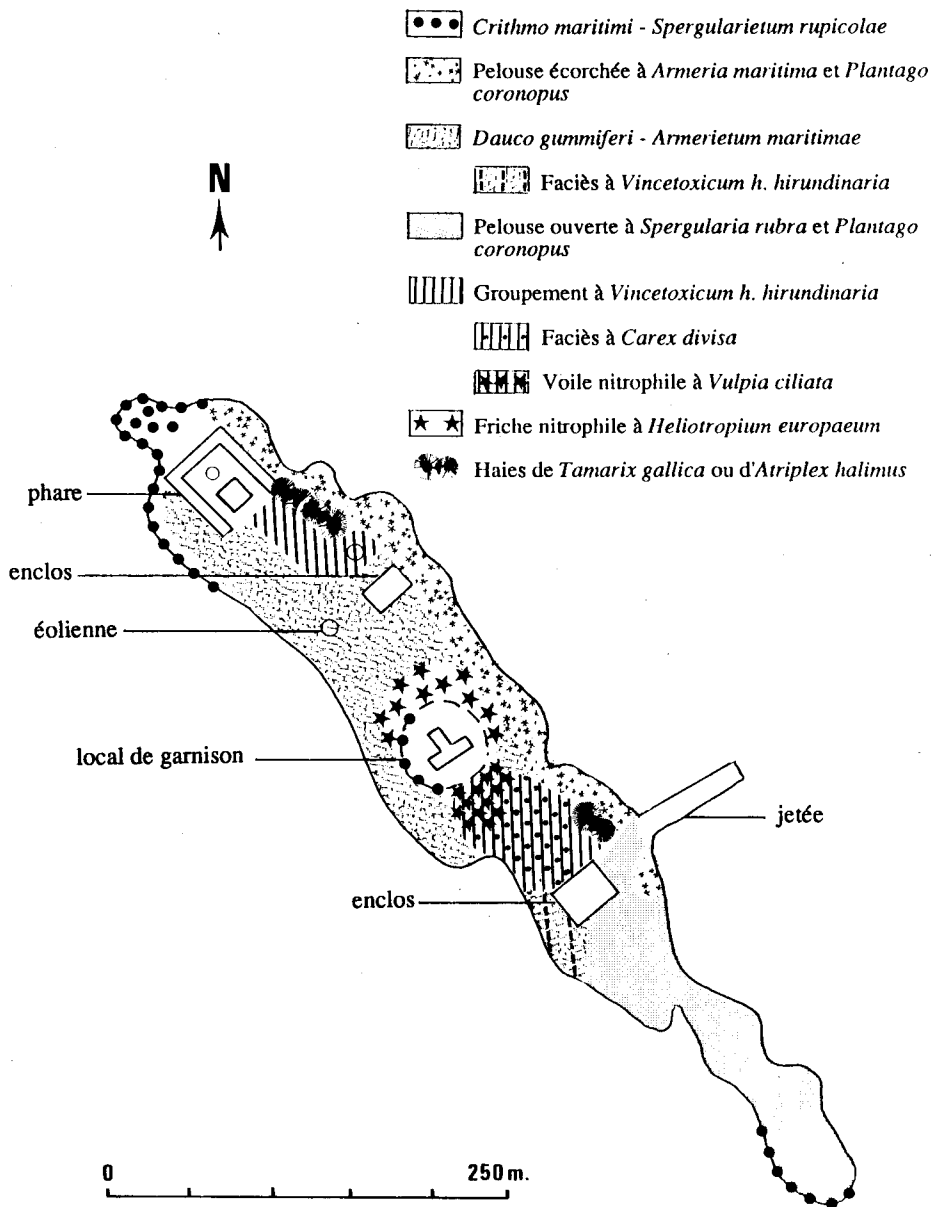 Crithmo maritimi - Spergularietum rupicolae
Pelouse écorchée à Armeria maritima et Plantago
coronopus
Dauco gummiferi - Armerietum maritimae
Faciès à Vincetoxicum h. hirundinaria
Pelouse ouverte à Spergularia rubra et Plantago
coronopus
Groupement à Vincetoxicum h. hirundinaria
Faciès à Carex divisa
Voile nitrophile à Vulpia ciliata
Friche nitrophile à Heliotropium europaeum
Haies de Tamarix gallica ou d'Atriplex halimus
N
phare
enclos
éolienne
local de garnison
jetée
enclos
0 250 m.